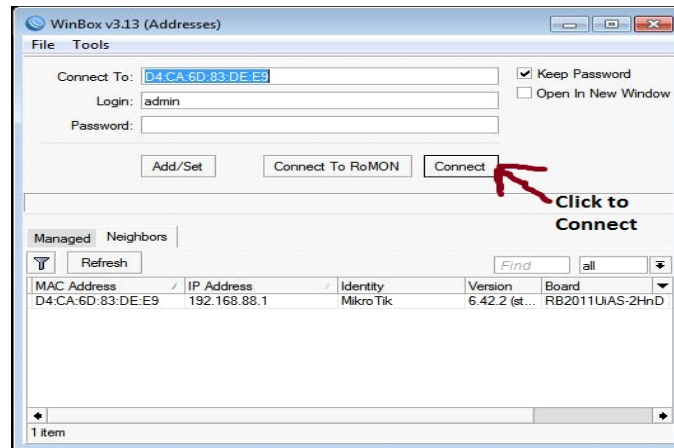 WinBox v3.13 (Addresses)
File Tools
Connect To: D4:CA:6D:83:DE:E9
Keep Password
Login: admin
Open In New Window
Password:
Add/Set Connect To RoMON Connect
Click to
Connect
Managed Neighbors
Refresh Find all
MAC Address IP Address Identity Version Board
D4:CA:6D:83:DE:E9 192.168.88.1 MikroTik 6.42.2 (st... RB2011UiAS-2HnD
1 item